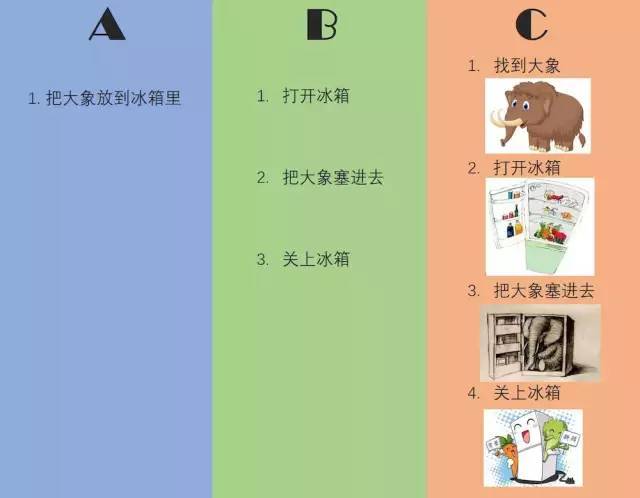 A
1. 把大象放到冰箱里
B
1. 打开冰箱
2. 把大象塞进去
3. 关上冰箱
C
1. 找到大象
2. 打开冰箱
3. 把大象塞进去
4. 关上冰箱